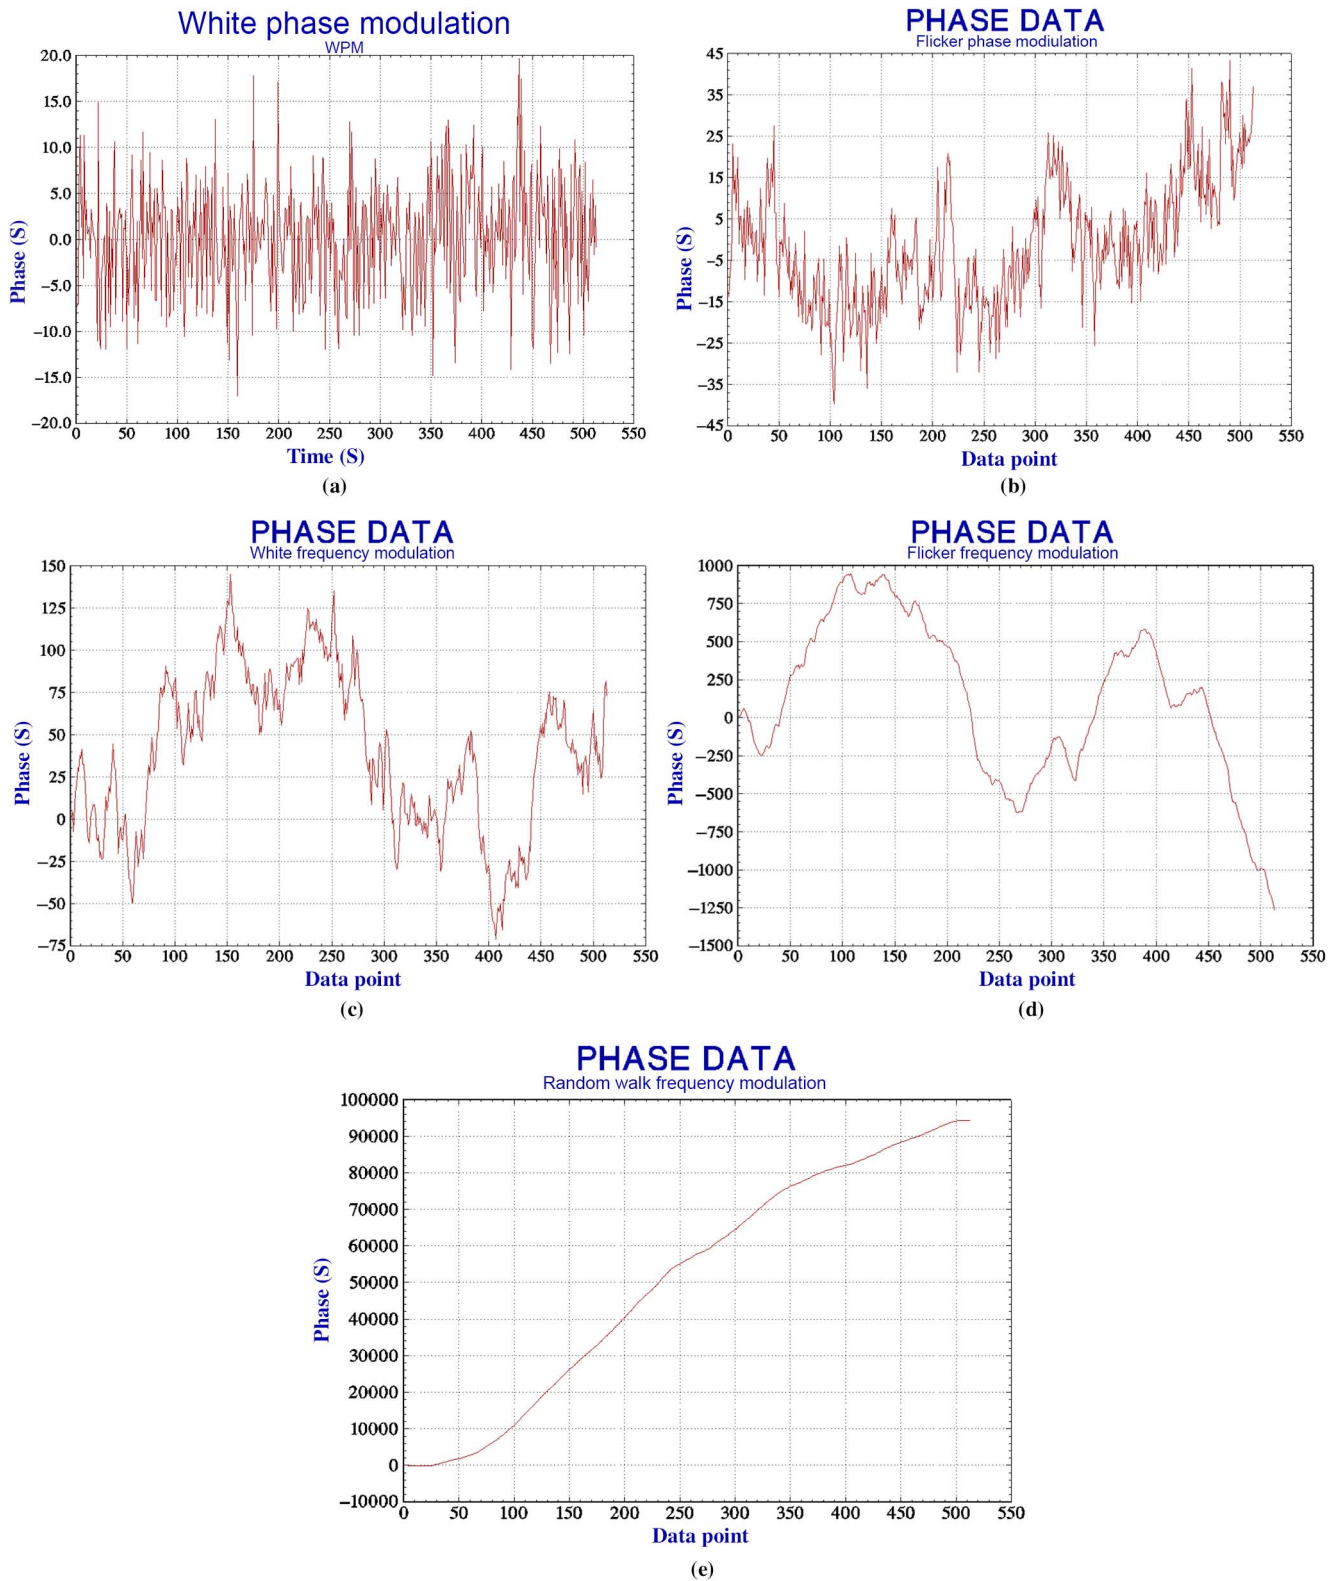 White phase modulation
WPM
20.0
15.0
10.0
5.0
0.0
−5.0
−10.0
−15.0
−20.0
Phase (S)
0 50 100 150 200 250 300 350 400 450 500 550
Time (S)
(a)
PHASE DATA
Flicker phase modiulation
45
35
25
15
5
−5
−15
−25
−35
−45
Phase (S)
0 50 100 150 200 250 300 350 400 450 500 550
Data point
(b)
PHASE DATA
White frequency modulation
150
125
100
75
50
25
0
−25
−50
−75
Phase (S)
0 50 100 150 200 250 300 350 400 450 500 550
Data point
(c)
PHASE DATA
Flicker frequency modulation
1000
750
500
250
0
−250
−500
−750
−1000
−1250
−1500
Phase (S)
0 50 100 150 200 250 300 350 400 450 500 550
Data point
(d)
PHASE DATA
Random walk frequency modulation
100000
90000
80000
70000
60000
50000
40000
30000
20000
10000
0
−10000
Phase (S)
0 50 100 150 200 250 300 350 400 450 500 550
Data point
(e)